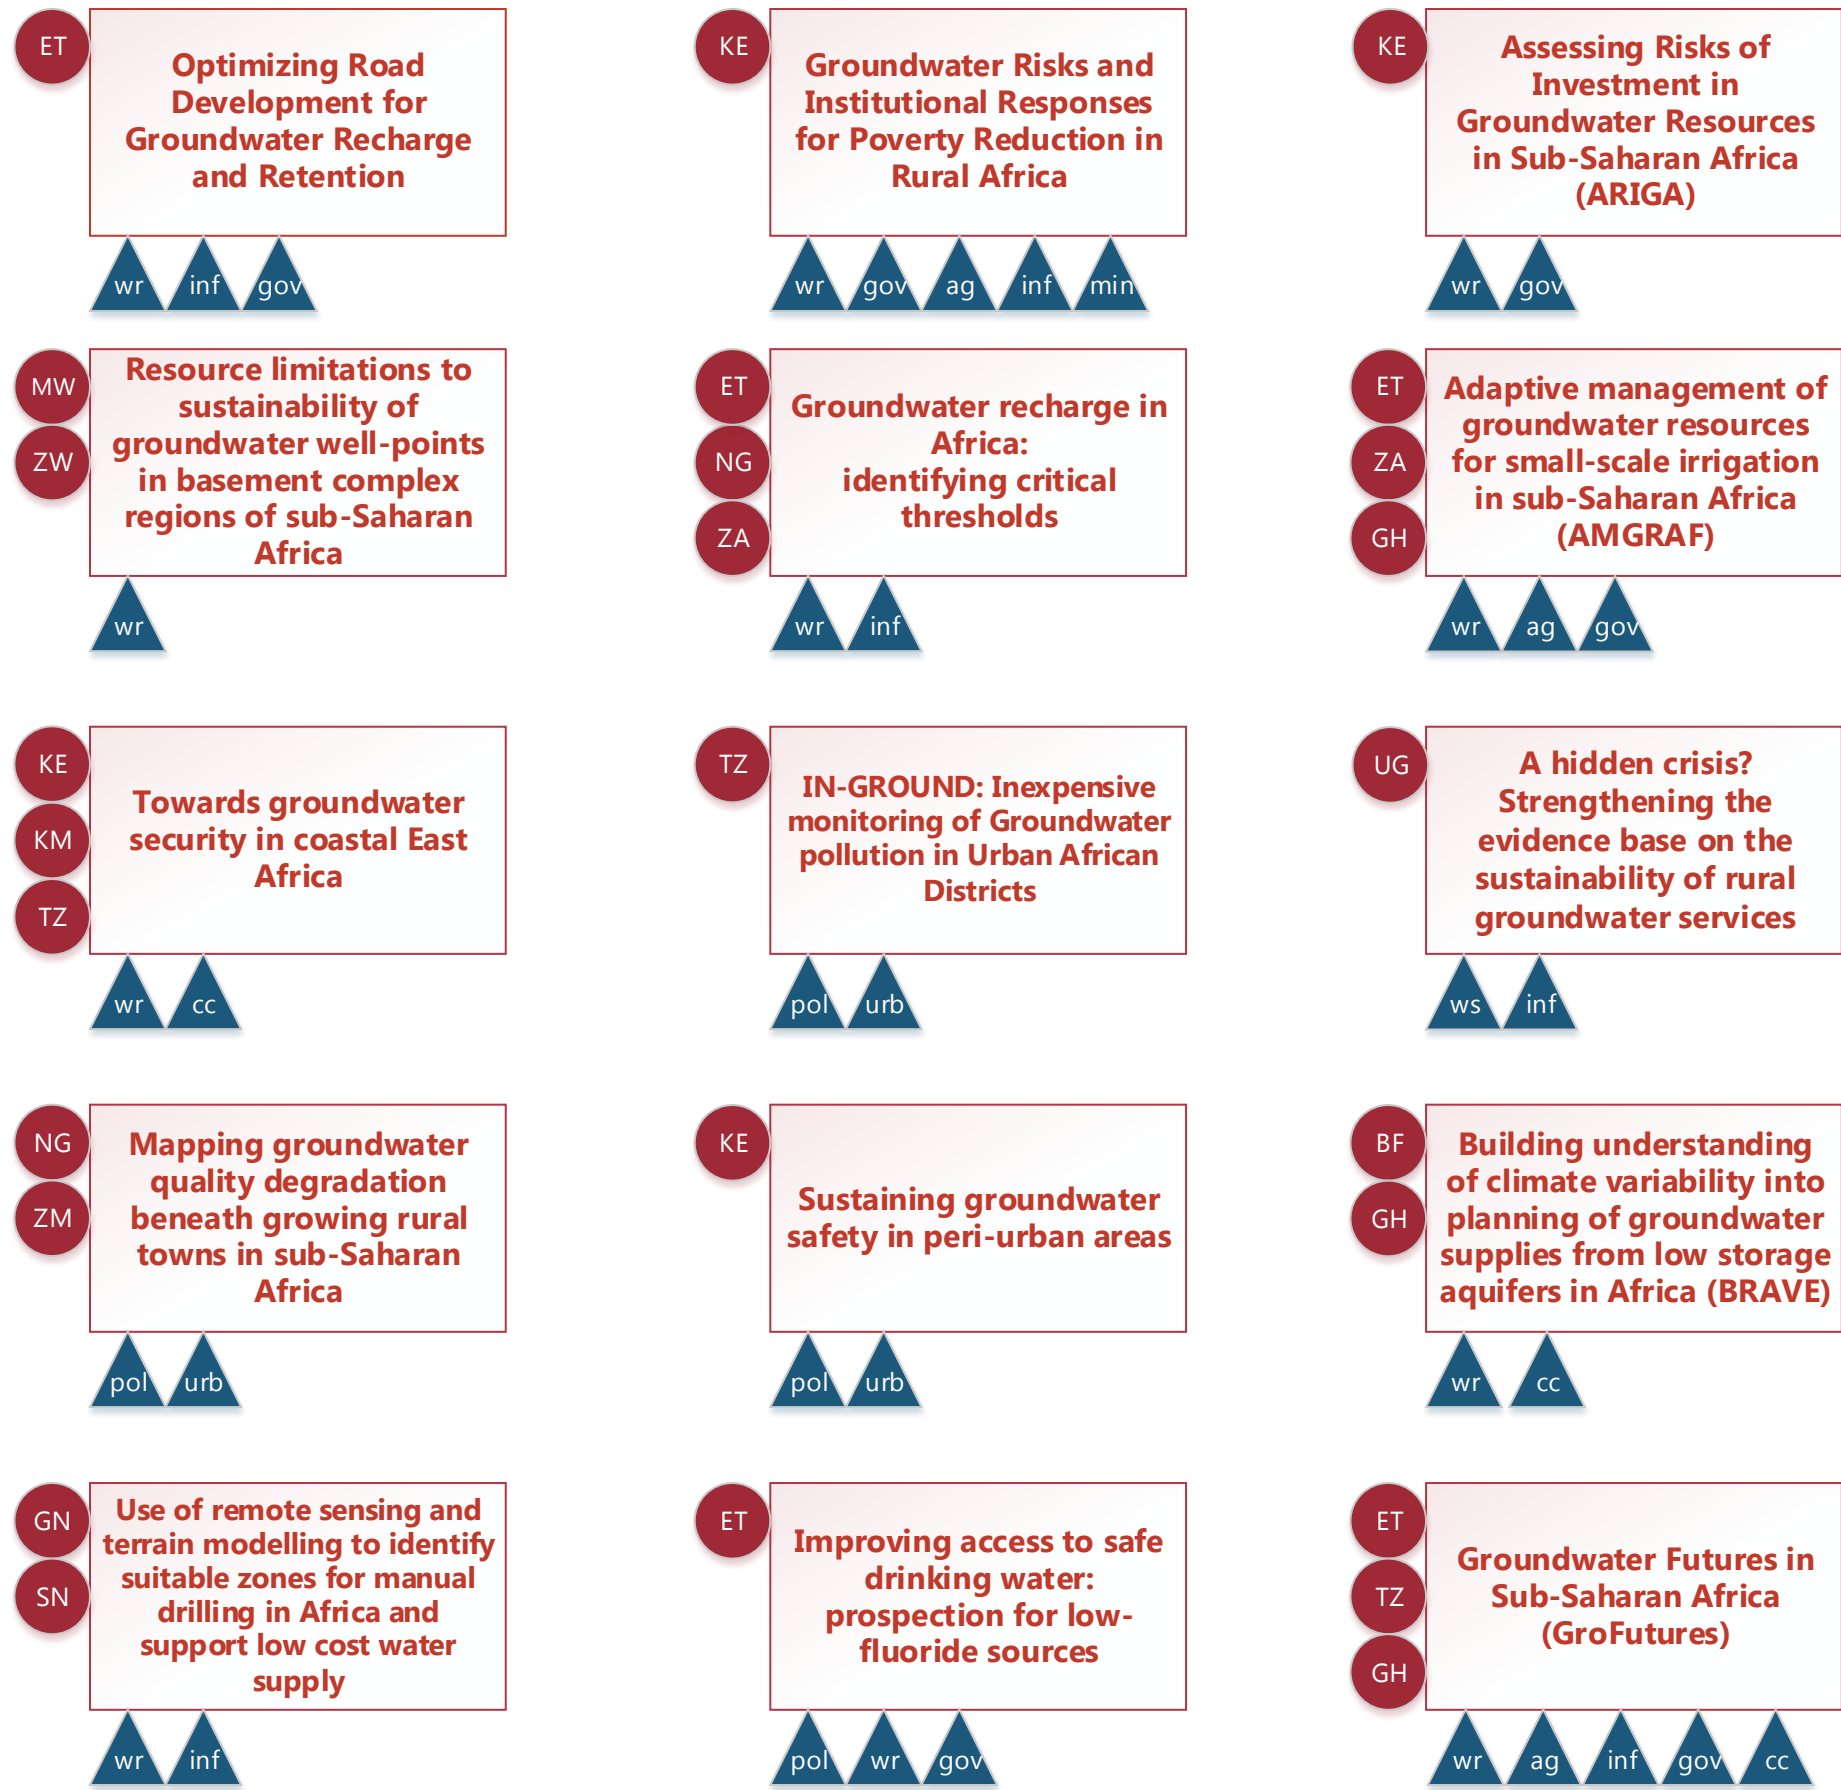 ET
Optimizing Road
Development for
Groundwater Recharge
and Retention
wr inf gov
KE
Groundwater Risks and
Institutional Responses
for Poverty Reduction in
Rural Africa
wr gov ag inf min
KE
Assessing Risks of
Investment in
Groundwater Resources
in Sub-Saharan Africa
(ARIGA)
wr gov
MW
ZW
Resource limitations to
sustainability of
groundwater well-points
in basement complex
regions of sub-Saharan
Africa
wr
ET
NG
ZA
Groundwater recharge in
Africa:
identifying critical
thresholds
wr inf
ET
ZA
GH
Adaptive management of
groundwater resources
for small-scale irrigation
in sub-Saharan Africa
(AMGRAF)
wr ag gov
KE
KM
TZ
Towards groundwater
security in coastal East
Africa
wr cc
TZ
IN-GROUND: Inexpensive
monitoring of Groundwater
pollution in Urban African
Districts
pol urb
UG
A hidden crisis?
Strengthening the
evidence base on the
sustainability of rural
groundwater services
ws inf
NG
ZM
Mapping groundwater
quality degradation
beneath growing rural
towns in sub-Saharan
Africa
pol urb
KE
Sustaining groundwater
safety in peri-urban areas
pol urb
BF
GH
Building understanding
of climate variability into
planning of groundwater
supplies from low storage
aquifers in Africa (BRAVE)
wr cc
GN
SN
Use of remote sensing and
terrain modelling to identify
suitable zones for manual
drilling in Africa and
support low cost water
supply
wr inf
ET
Improving access to safe
drinking water:
prospection for low-
fluoride sources
pol wr gov
ET
TZ
GH
Groundwater Futures in
Sub-Saharan Africa
(GroFutures)
wr ag inf gov cc